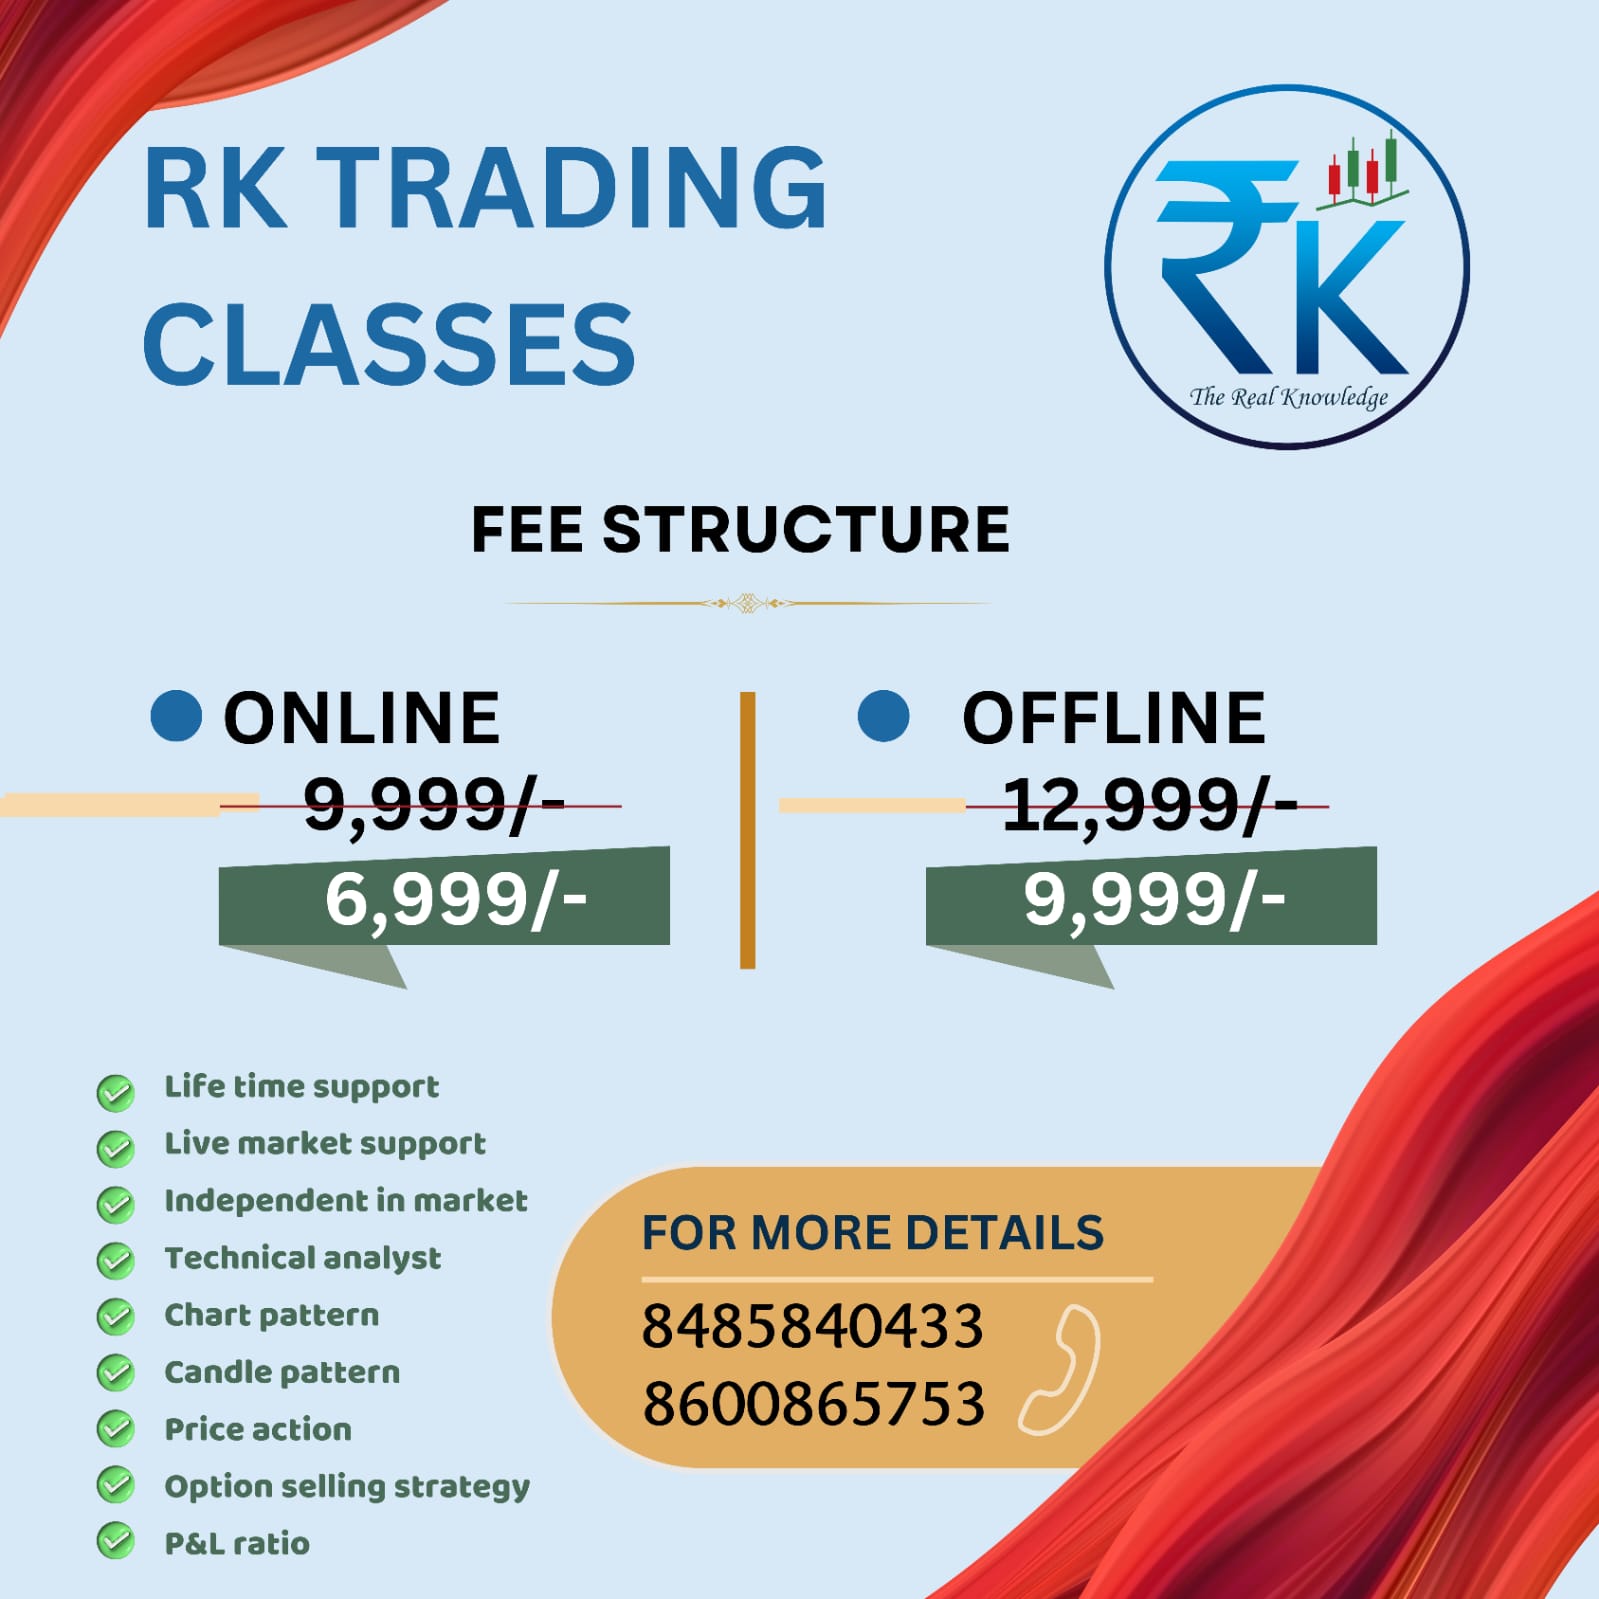 RK TRADING
CLASSES
₹K
The Real Knowledge
FEE STRUCTURE
ONLINE
9,999/-
6,999/-
OFFLINE
12,999/-
9,999/-
Life time support
Live market support
Independent in market
Technical analyst
Chart pattern
Candle pattern
Price action
Option selling strategy
P&L ratio
FOR MORE DETAILS
8485840433
8600865753